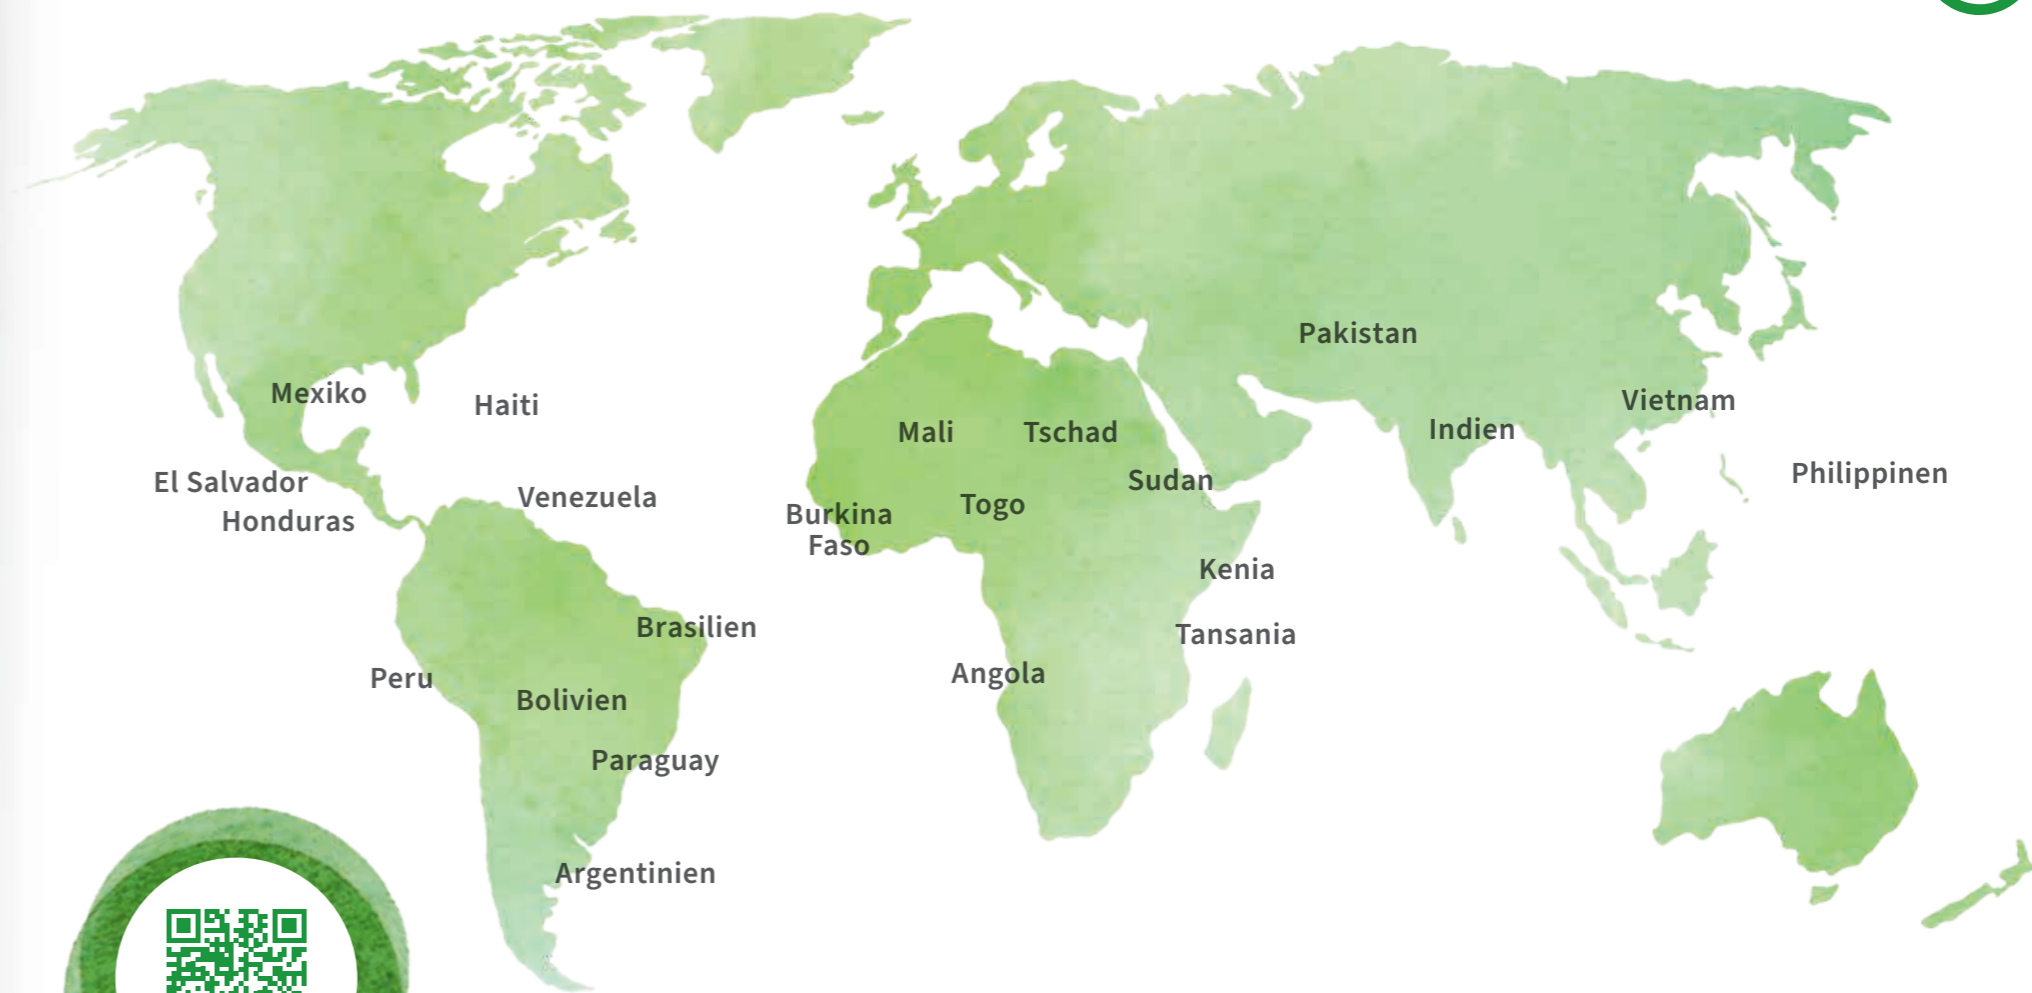 Pakistan
Mexiko
Haiti
Vietnam
Indien
Mali
Tschad
Philippinen
El Salvador
Sudan
Venezuela
Togo
Honduras
Burkina
Faso
Kenia
Brasilien
Tansania
Peru
Angola
Bolivien
Paraguay
Argentinien